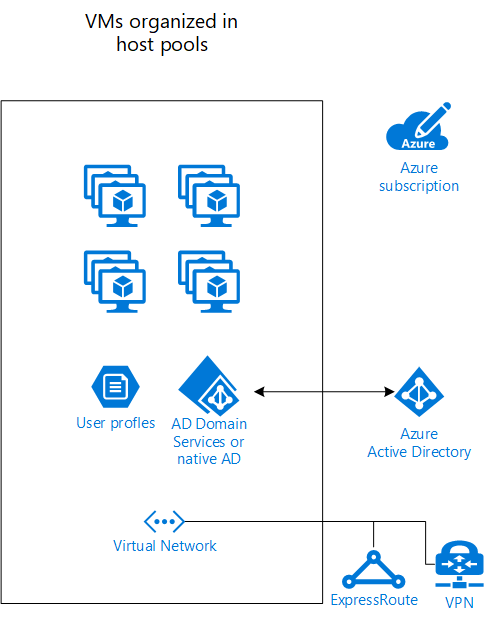 VMs organized in
host pools
Azure
Azure
subscription
User profles
AD Domain
Services or
native AD
Azure
Active Directory
Virtual Network
ExpressRoute
VPN